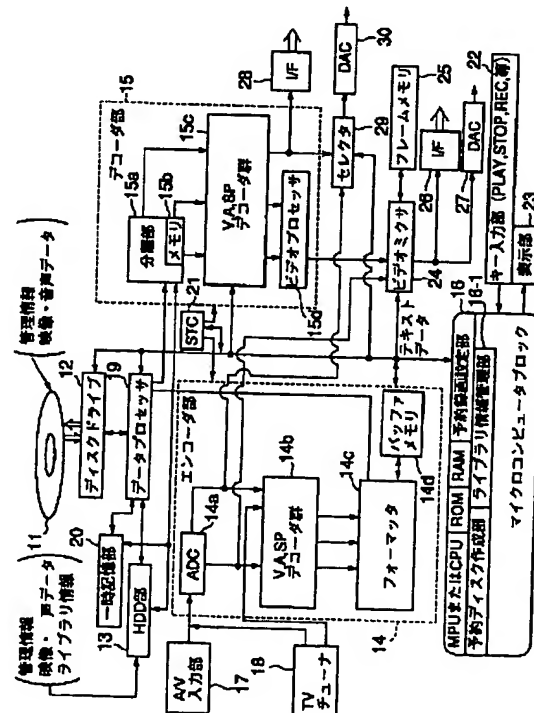 管理情報
映像・音声データ
11
ディスクドライブ
12
データプロセッサ
19
一時記憶部
20
管理情報
映像・音声データ
ライブラリ情報
HDD部
13
デコーダ部
15
分離部
15a
メモリ
15b
V,A,SP
デコーダ群
15c
ビデオプロセッサ
15d
STC
21
I/F
28
セレクタ
29
DAC
30
ビデオミクサ
24
フレームメモリ
25
I/F
26
DAC
27
テキスト
データ
エンコーダ部
14
ADC
14a
V,A,SP
デコーダ群
14b
フォーマッタ
14c
バッファ
メモリ
14d
A/V
入力部
17
TV
チューナ
18
キー入力部 (PLAY,STOP,REC,等)
22
表示部
23
MPUまたはCPU ROM RAM 予約録画設定部
予約ディスク作成部 ライブラリ情報管理部
16
16-1
マイクロコンピュータブロック